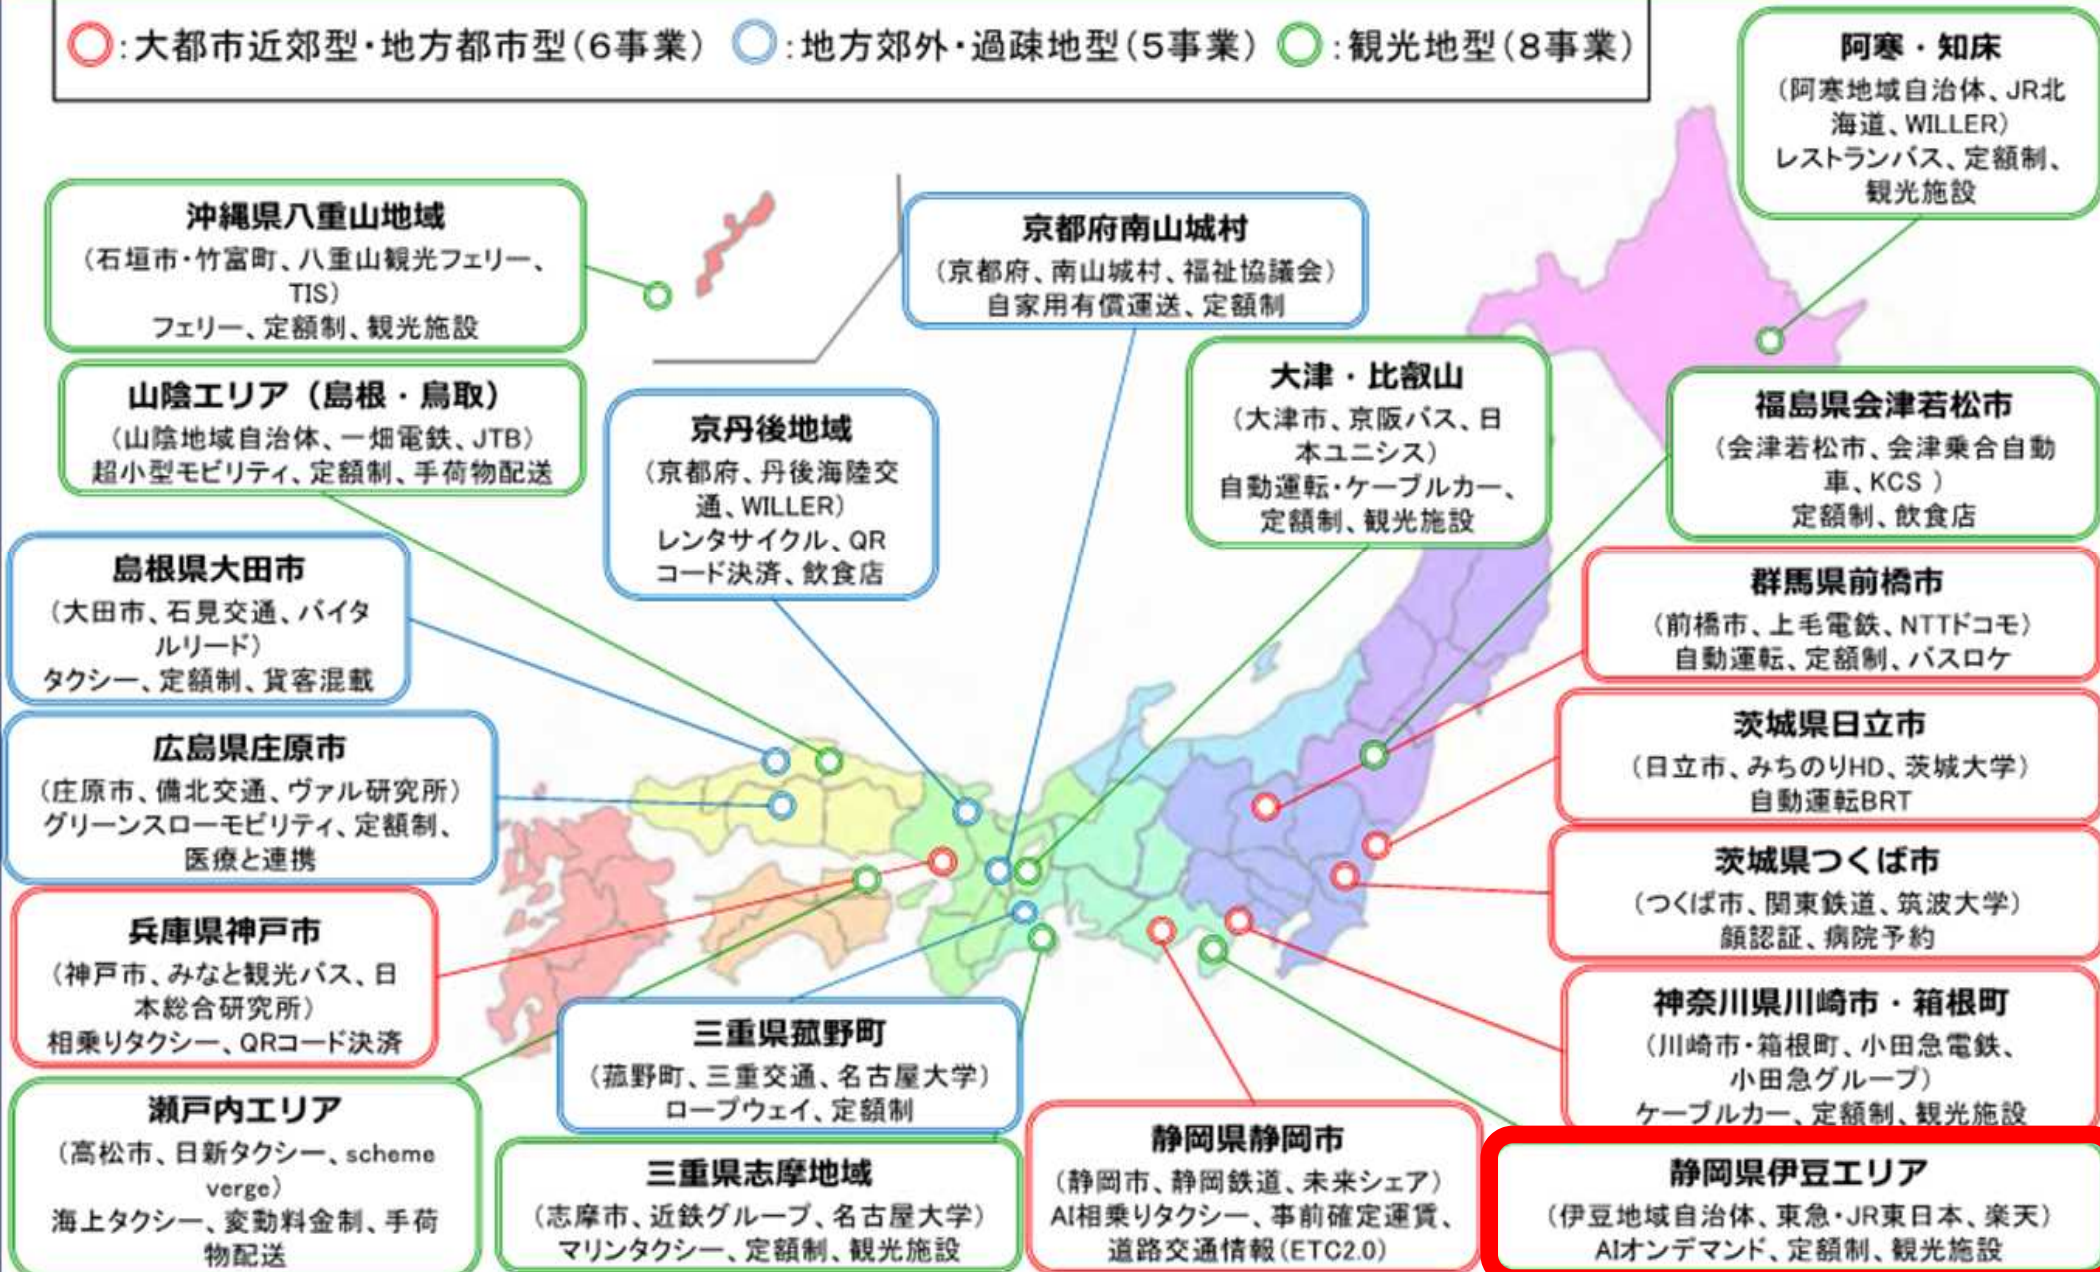 ○:大都市近郊型・地方都市型(6事業) ○:地方郊外・過疎地型(5事業) ○:観光地型(8事業)
阿寒・知床
(阿寒地域自治体、JR北
海道、WILLER)
レストランバス、定額制、
観光施設
沖縄県八重山地域
(石垣市・竹富町、八重山観光フェリー、
TIS)
フェリー、定額制、観光施設
京都府南山城村
(京都府、南山城村、福祉協議会)
自家用有償運送、定額制
山陰エリア(島根・鳥取)
(山陰地域自治体、一畑電鉄、JTB)
超小型モビリティ、定額制、手荷物配送
京丹後地域
(京都府、丹後海陸交
通、WILLER)
レンタサイクル、QR
コード決済、飲食店
大津・比叡山
(大津市、京阪バス、日
本ユニシス)
自動運転・ケーブルカー、
定額制、観光施設
福島県会津若松市
(会津若松市、会津乗合自動
車、KCS )
定額制、飲食店
島根県大田市
(大田市、石見交通、バイタ
ルリード)
タクシー、定額制、貨客混載
群馬県前橋市
(前橋市、上毛電鉄、NTTドコモ)
自動運転、定額制、バスロケ
広島県庄原市
(庄原市、備北交通、ヴァル研究所)
グリーンスローモビリティ、定額制、
医療と連携
茨城県日立市
(日立市、みちのりHD、茨城大学)
自動運転BRT
茨城県つくば市
(つくば市、関東鉄道、筑波大学)
顔認証、病院予約
兵庫県神戸市
(神戸市、みなと観光バス、日
本総合研究所)
相乗りタクシー、QRコード決済
神奈川県川崎市・箱根町
(川崎市・箱根町、小田急電鉄、
小田急グループ)
ケーブルカー、定額制、観光施設
三重県菰野町
(菰野町、三重交通、名古屋大学)
ロープウェイ、定額制
瀬戸内エリア
(高松市、日新タクシー、scheme
verge)
海上タクシー、変動料金制、手荷
物配送
三重県志摩地域
(志摩市、近鉄グループ、名古屋大学)
マリンタクシー、定額制、観光施設
静岡県静岡市
(静岡市、静岡鉄道、未来シェア)
AI相乗りタクシー、事前確定運賃、
道路交通情報(ETC2.0)
静岡県伊豆エリア
(伊豆地域自治体、東急・JR東日本、楽天)
AIオンデマンド、定額制、観光施設